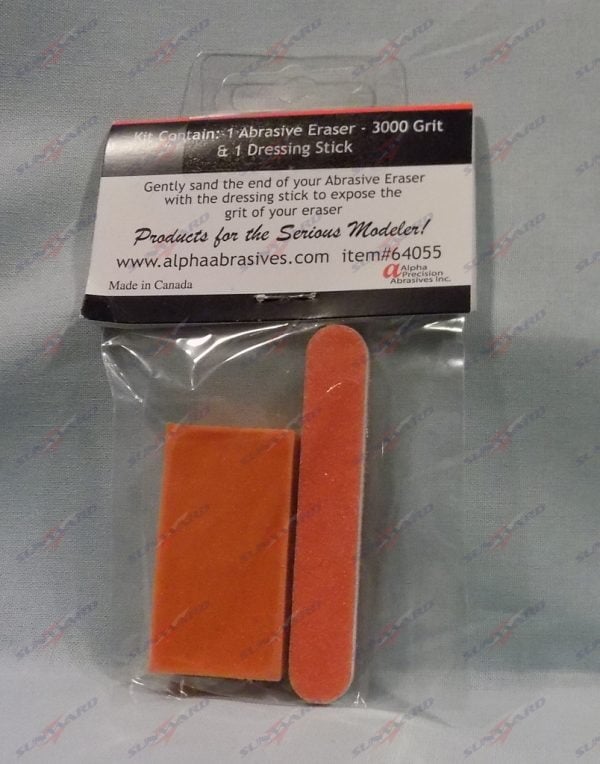 Kit Contain: 1 Abrasive Eraser - 3000 Grit
& 1 Dressing Stick
Gently sand the end of your Abrasive Eraser
with the dressing stick to expose the
grit of your eraser
Products for the Serious Modeler!
www.alphaabrasives.com item#64055
Made in Canada
a Alpha
Precision
Abrasives Inc.
SUNWARD